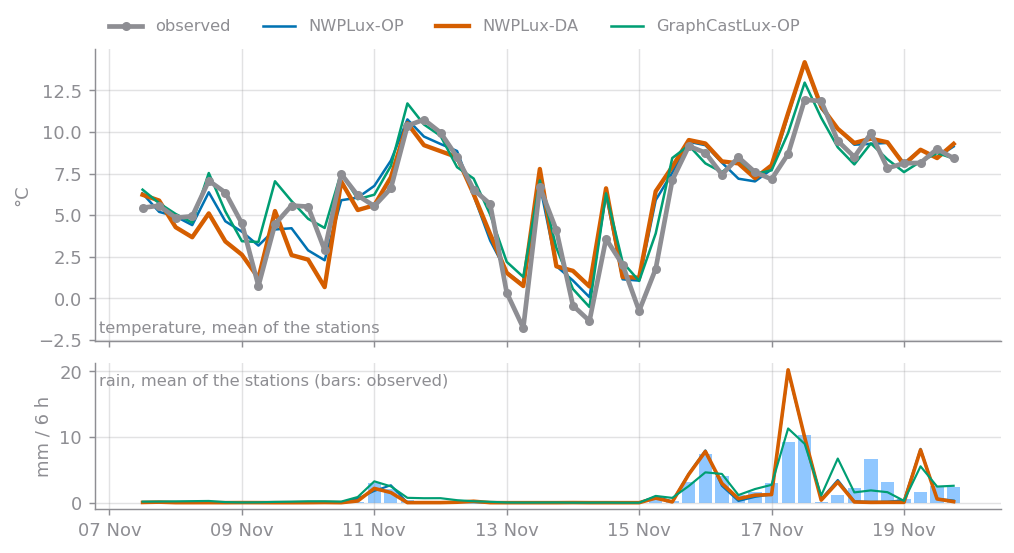 observed NWPLux-OP NWPLux-DA GraphCastLux-OP
12.5
10.0
7.5
5.0
2.5
0.0
−2.5
°C
temperature, mean of the stations
rain, mean of the stations (bars: observed)
20
10
0
mm / 6 h
07 Nov 09 Nov 11 Nov 13 Nov 15 Nov 17 Nov 19 Nov